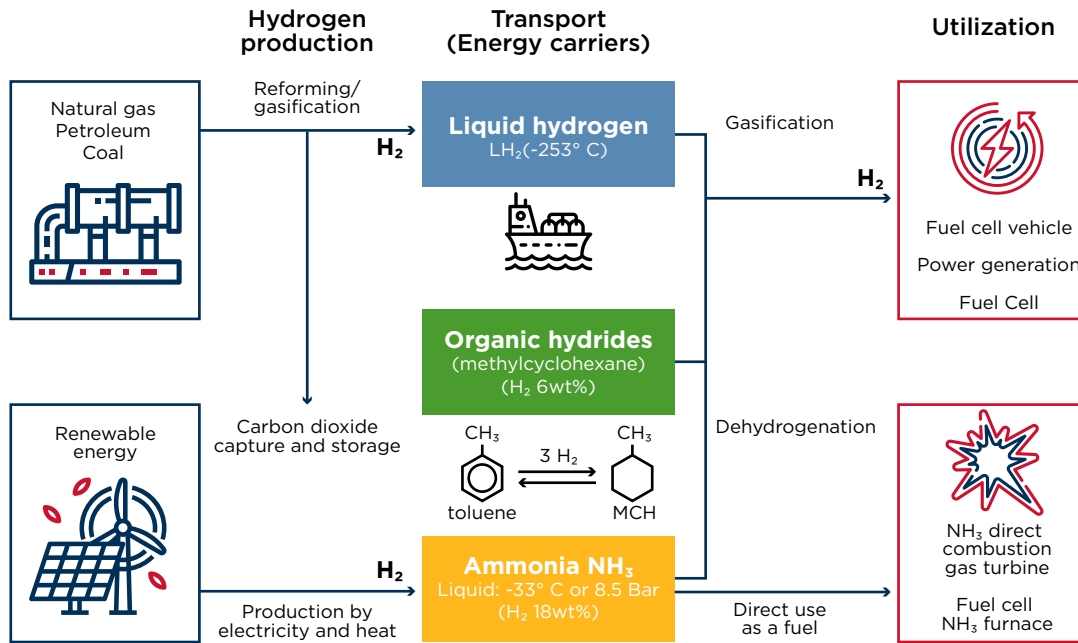 Hydrogen
production
Transport
(Energy carriers)
Utilization
Natural gas
Petroleum
Coal
Reforming/
gasification
H₂
Liquid hydrogen
LH₂(-253° C)
Gasification
H₂
Fuel cell vehicle
Power generation
Fuel Cell
Organic hydrides
(methylcyclohexane)
(H₂ 6wt%)
Renewable
energy
Carbon dioxide
capture and storage
CH₃
3 H₂
CH₃
toluene
MCH
Dehydrogenation
H₂
Production by
electricity and heat
Ammonia NH₃
Liquid: -33° C or 8.5 Bar
(H₂ 18wt%)
Direct use
as a fuel
NH₃ direct
combustion
gas turbine
Fuel cell
NH₃ furnace